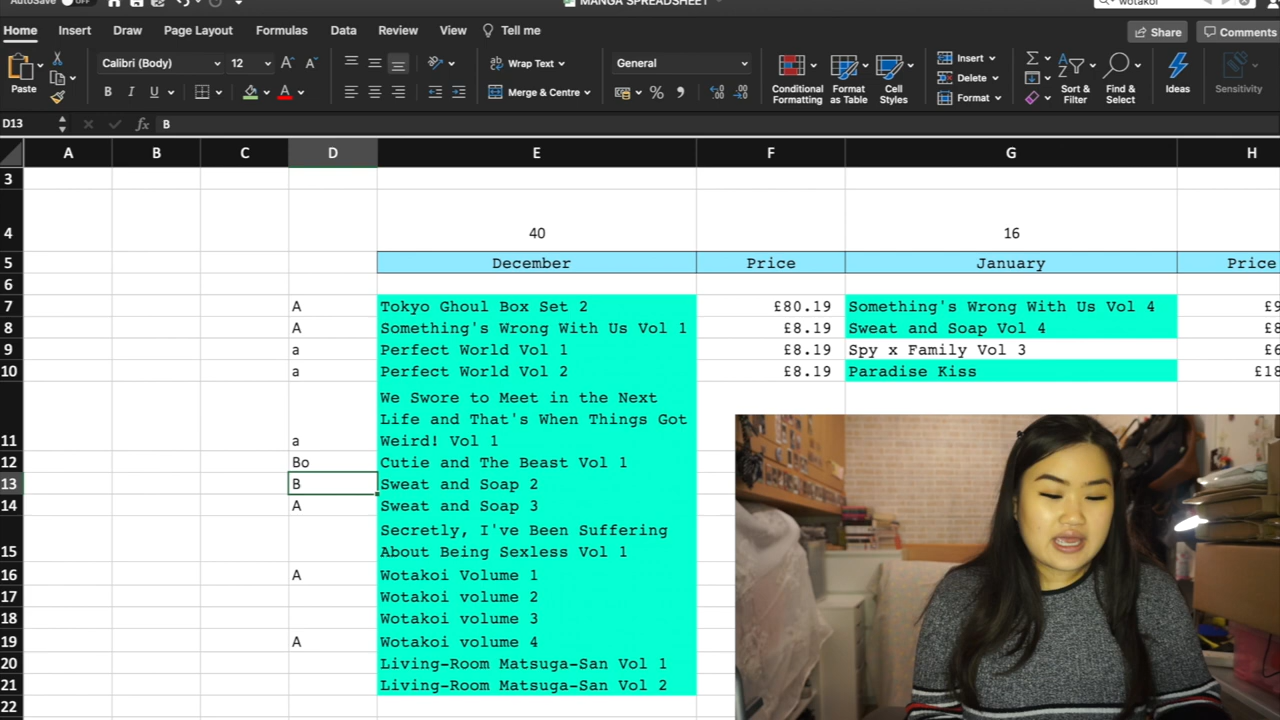 AutoSave OFF
MANGA SPREADSHEET
wotakoi
Home Insert Draw Page Layout Formulas Data Review View Tell me Share Comments
Paste
Calibri (Body) 12
B I U A
Wrap Text
Merge & Centre
General
%
Conditional Formatting
Format as Table
Cell Styles
Insert
Delete
Format
Sort & Filter
Find & Select
Ideas
Sensitivity
D13 fx B
A B C D E F G H
3
4 40 16
5 December Price January Price
6
7 A Tokyo Ghoul Box Set 2 £80.19 Something's Wrong With Us Vol 4 £9
8 A Something's Wrong With Us Vol 1 £8.19 Sweat and Soap Vol 4 £8
9 a Perfect World Vol 1 £8.19 Spy x Family Vol 3 £6
10 a Perfect World Vol 2 £8.19 Paradise Kiss £18
We Swore to Meet in the Next
Life and That's When Things Got
11 a Weird! Vol 1
12 Bo Cutie and The Beast Vol 1
13 B Sweat and Soap 2
14 A Sweat and Soap 3
Secretly, I've Been Suffering
15 About Being Sexless Vol 1
16 A Wotakoi Volume 1
17 Wotakoi volume 2
18 Wotakoi volume 3
19 A Wotakoi volume 4
20 Living-Room Matsuga-San Vol 1
21 Living-Room Matsuga-San Vol 2
22